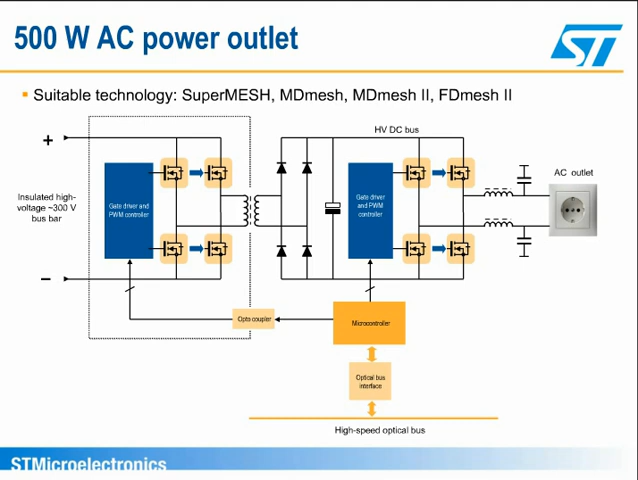 500 W AC power outlet
ST
Suitable technology: SuperMESH, MDmesh, MDmesh II, FDmesh II
HV DC bus
+
AC outlet
Insulated high-
voltage ~300 V
bus bar
Gate driver and
PWM controller
Gate driver
and PWM
controller
–
Opto coupler
Microcontroller
Optical bus
interface
High-speed optical bus
STMicroelectronics